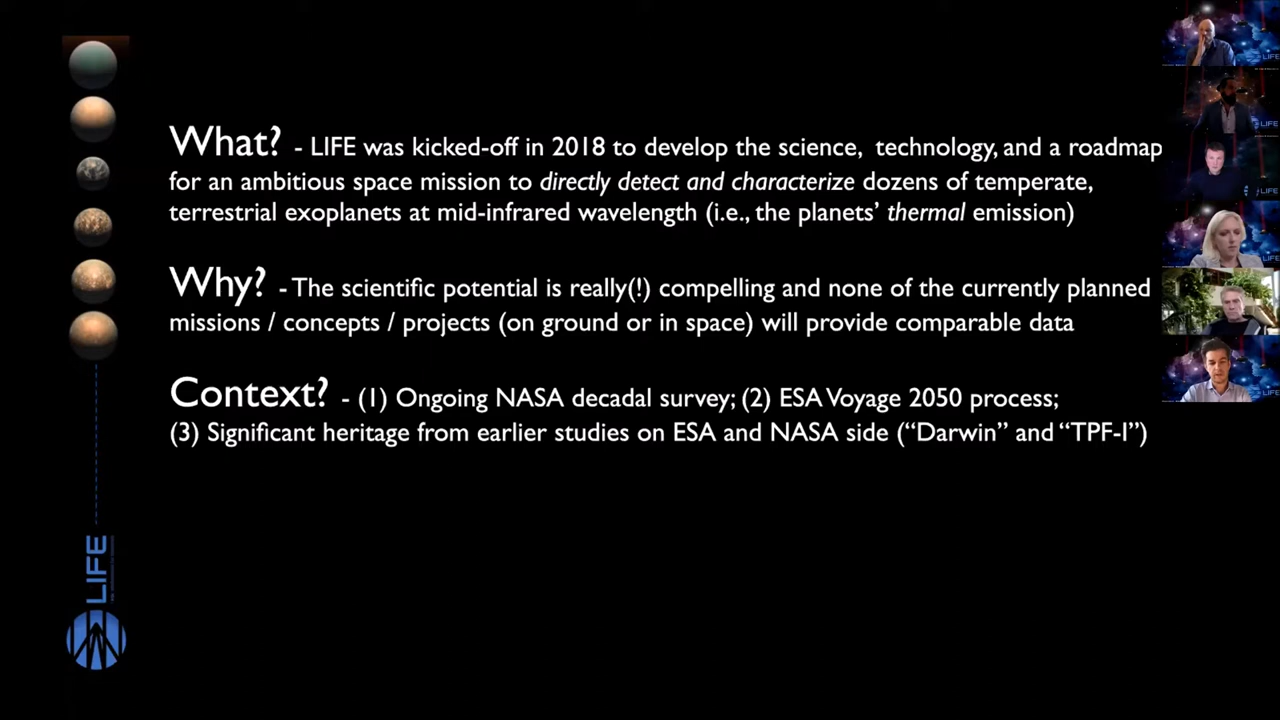 What? - LIFE was kicked-off in 2018 to develop the science, technology, and a roadmap
for an ambitious space mission to directly detect and characterize dozens of temperate,
terrestrial exoplanets at mid-infrared wavelength (i.e., the planets’ thermal emission)
Why? - The scientific potential is really(!) compelling and none of the currently planned
missions / concepts / projects (on ground or in space) will provide comparable data
Context? - (1) Ongoing NASA decadal survey; (2) ESA Voyage 2050 process;
(3) Significant heritage from earlier studies on ESA and NASA side (“Darwin” and “TPF-I”)
LIFE
LIFE
LIFE
LIFE
LIFE